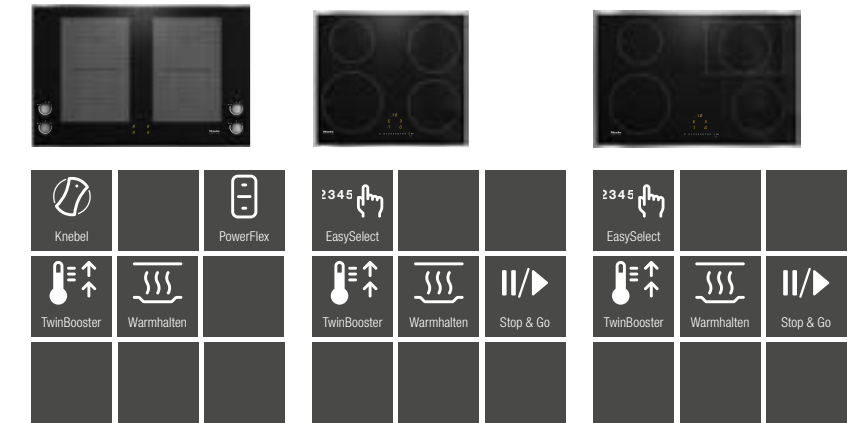 Knebel
PowerFlex
2345
EasySelect
2345
EasySelect
TwinBooster
Warmhalten
TwinBooster
Warmhalten
Stop & Go
TwinBooster
Warmhalten
Stop & Go